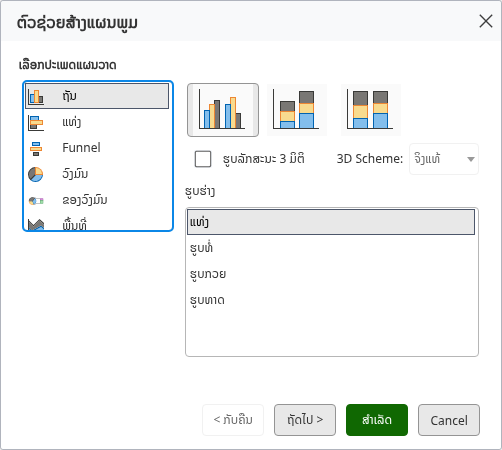 ຕົວຊ່ວຍສ້າງແຜນພູມ
ເລືອກປະເພດແຜນວາດ
ຖັນ
ແທ່ງ
Funnel
ວົງມົນ
ຂອງວົງມົນ
ພື້ນທີ່
ຮູບລັກສະນະ 3 ມິຕິ
3D Scheme:
ຈິງແທ້
ຮູບຮ່າງ
ແທ່ງ
ຮູບທໍ່
ຮູບກວຍ
ຮູບທາດ
< ກັບຄືນ
ຖັດໄປ >
ສຳເລັດ
Cancel